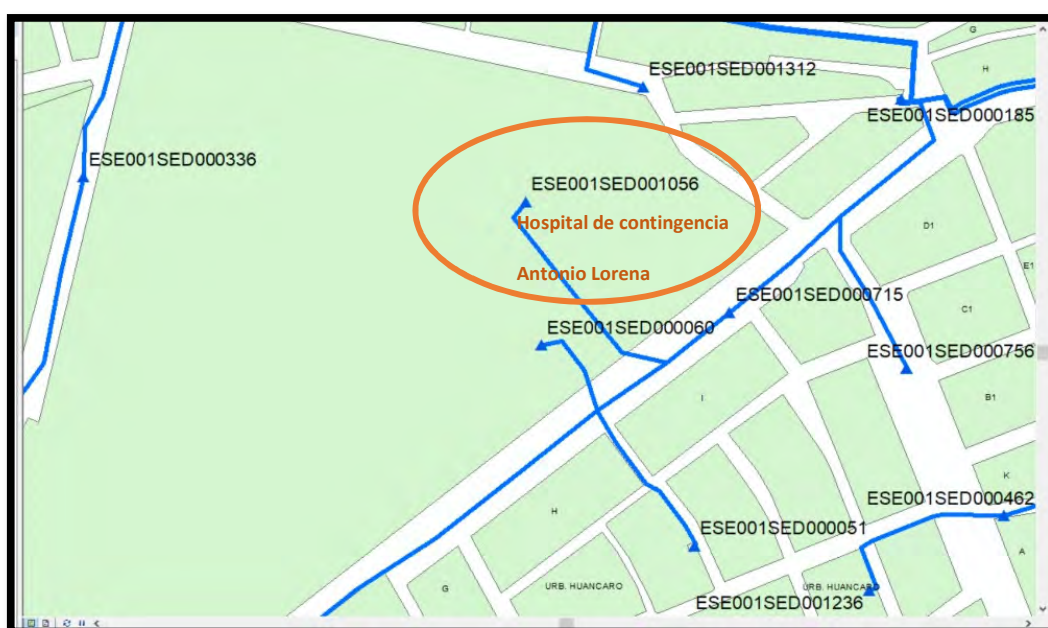 G
ESE001SED001312
H
ESE001SED000185
ESE001SED000336
ESE001SED001056
Hospital de contingencia
D1
Antonio Lorena
E1
ESE001SED000715
C1
ESE001SED000060
ESE001SED000756
I
B1
K
ESE001SED000462
H
ESE001SED000051
A
G
URB. HUANCARO
URB. HUANCARO
ESE001SED001236